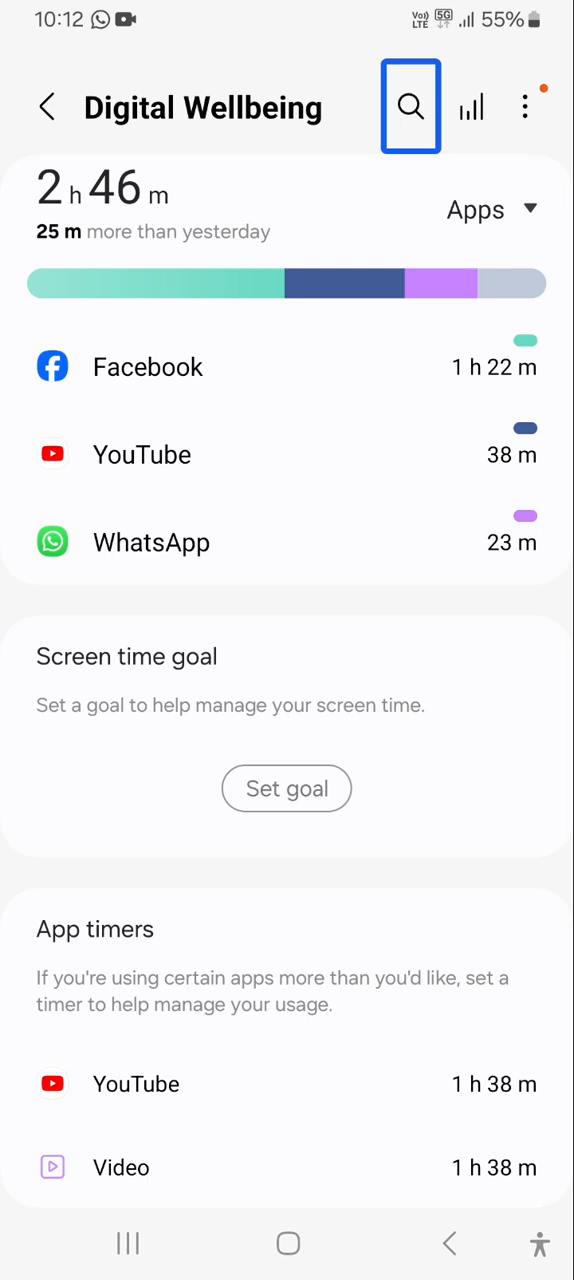 10:12 Vo) LTE 5G 55%
Digital Wellbeing
2 h 46 m
Apps
25 m more than yesterday
Facebook 1 h 22 m
YouTube 38 m
WhatsApp 23 m
Screen time goal
Set a goal to help manage your screen time.
Set goal
App timers
If you're using certain apps more than you'd like, set a
timer to help manage your usage.
YouTube 1 h 38 m
Video 1 h 38 m